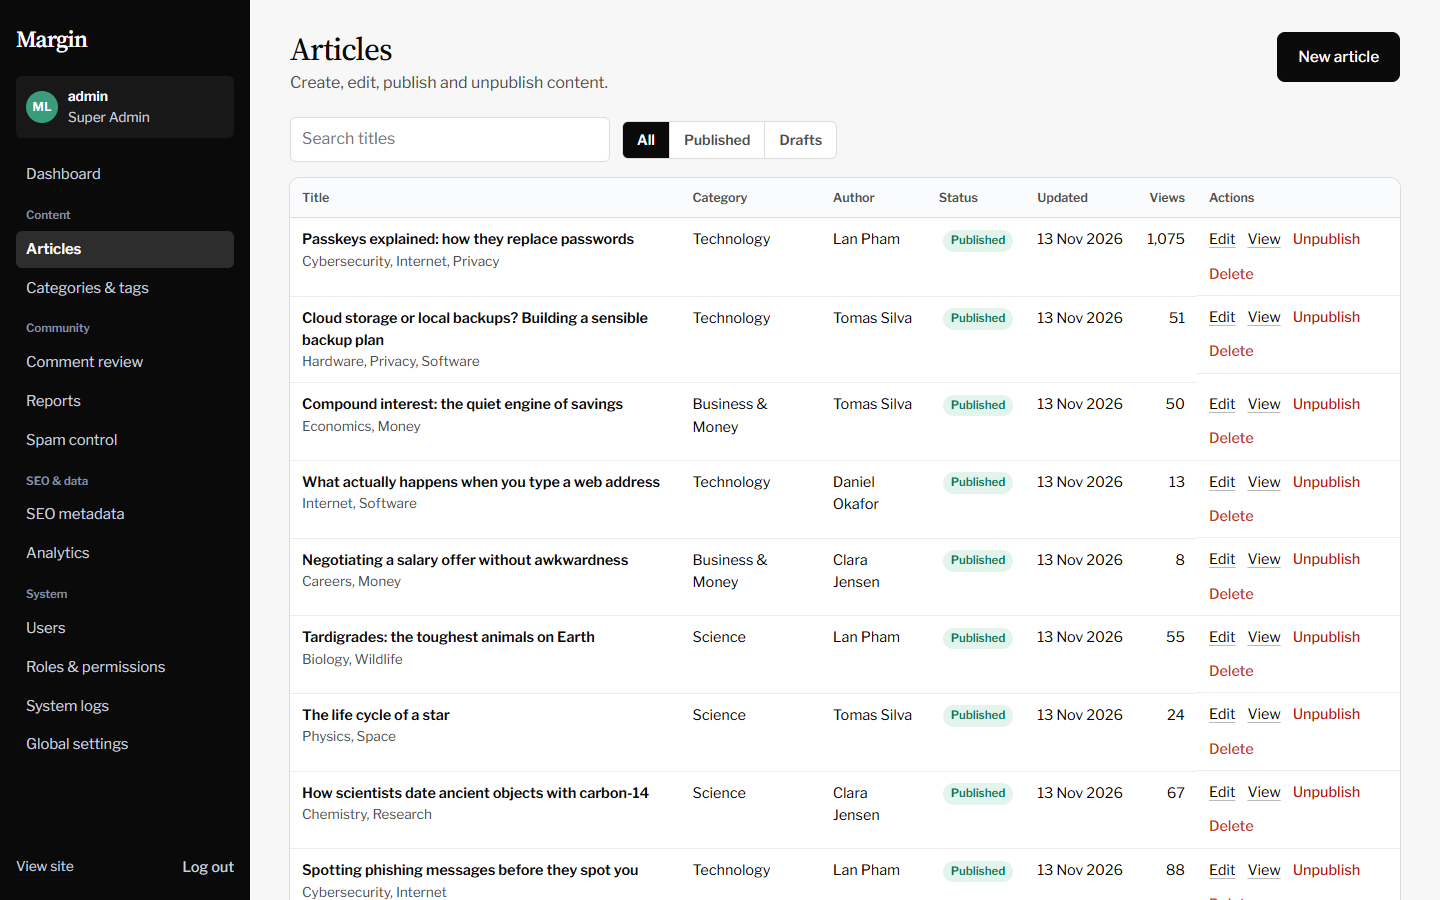 Margin
ML
admin
Super Admin
Dashboard
Content
Articles
Categories & tags
Community
Comment review
Reports
Spam control
SEO & data
SEO metadata
Analytics
System
Users
Roles & permissions
System logs
Global settings
View site
Log out
Articles
Create, edit, publish and unpublish content.
New article
Search titles
All Published Drafts
Title Category Author Status Updated Views Actions
Passkeys explained: how they replace passwords
Cybersecurity, Internet, Privacy
Technology
Lan Pham
Published
13 Nov 2026
1,075
Edit View Unpublish
Delete
Cloud storage or local backups? Building a sensible
backup plan
Hardware, Privacy, Software
Technology
Tomas Silva
Published
13 Nov 2026
51
Edit View Unpublish
Delete
Compound interest: the quiet engine of savings
Economics, Money
Business &
Money
Tomas Silva
Published
13 Nov 2026
50
Edit View Unpublish
Delete
What actually happens when you type a web address
Internet, Software
Technology
Daniel
Okafor
Published
13 Nov 2026
13
Edit View Unpublish
Delete
Negotiating a salary offer without awkwardness
Careers, Money
Business &
Money
Clara
Jensen
Published
13 Nov 2026
8
Edit View Unpublish
Delete
Tardigrades: the toughest animals on Earth
Biology, Wildlife
Science
Lan Pham
Published
13 Nov 2026
55
Edit View Unpublish
Delete
The life cycle of a star
Physics, Space
Science
Tomas Silva
Published
13 Nov 2026
24
Edit View Unpublish
Delete
How scientists date ancient objects with carbon-14
Chemistry, Research
Science
Clara
Jensen
Published
13 Nov 2026
67
Edit View Unpublish
Delete
Spotting phishing messages before they spot you
Cybersecurity, Internet
Technology
Lan Pham
Published
13 Nov 2026
88
Edit View Unpublish